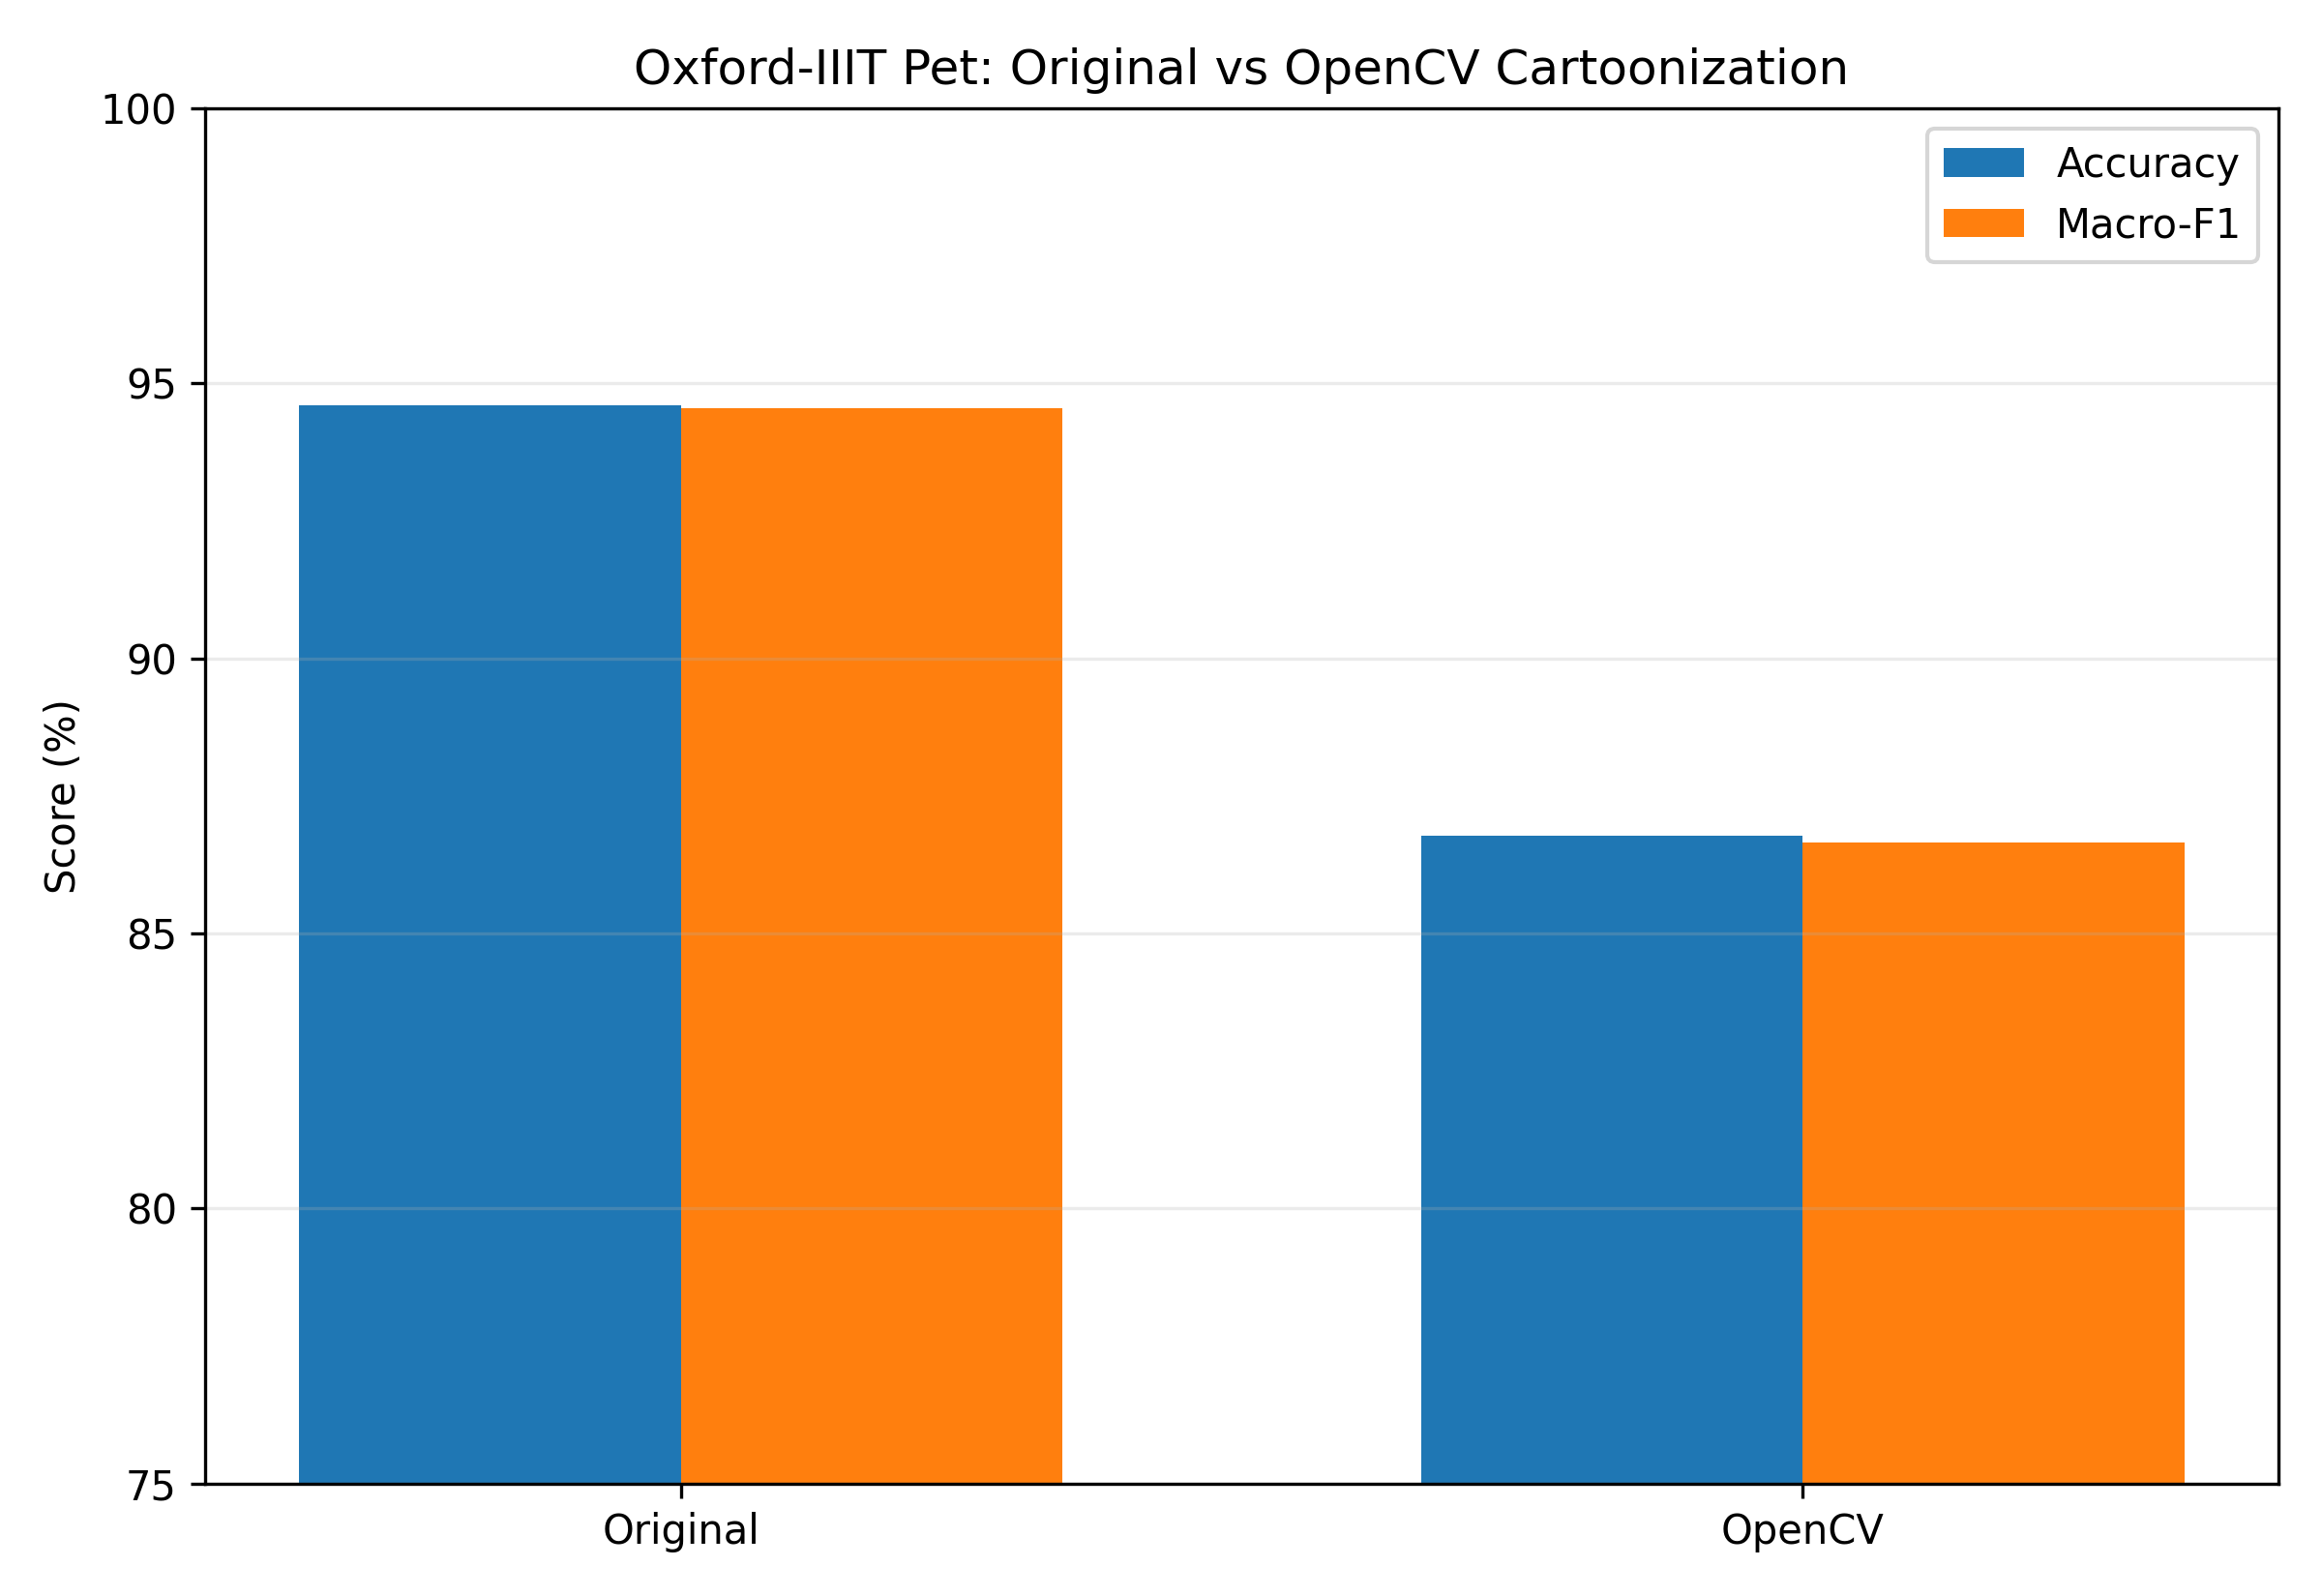 Oxford-IIIT Pet: Original vs OpenCV Cartoonization
100
Accuracy
Macro-F1
95
90
Score (%)
85
80
75
Original
OpenCV